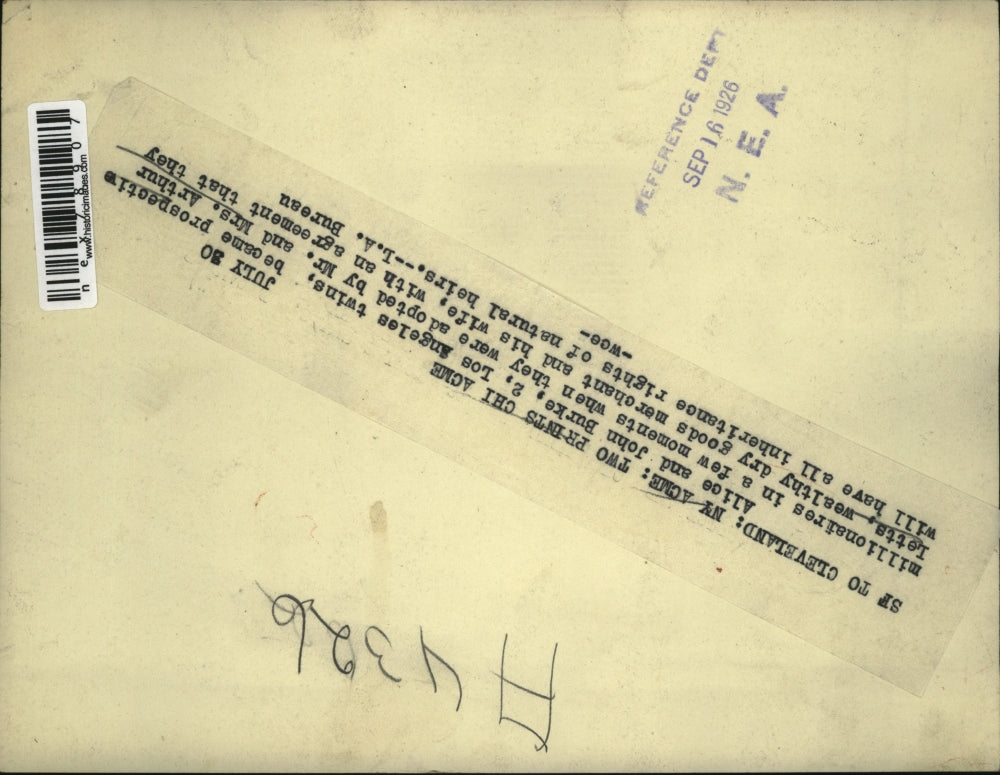 REFERENCE DEPT
SEP 16 1926
N. E. A.
SF TO CLEVELAND: NY ACME: TWO PRINTS CHI ACME JULY 30
Alice and John Burke, 2, Los Angeles twins, became prospectiv
millionaires in a few moments when they were adopted by Mr. and Mrs. Arthur
Letts, wealthy dry goods merchant and his wife, with an agreement that they
will have all inheritance rights of natural heirs.--L.A. Bureau
-wce-
www.historicimages.com